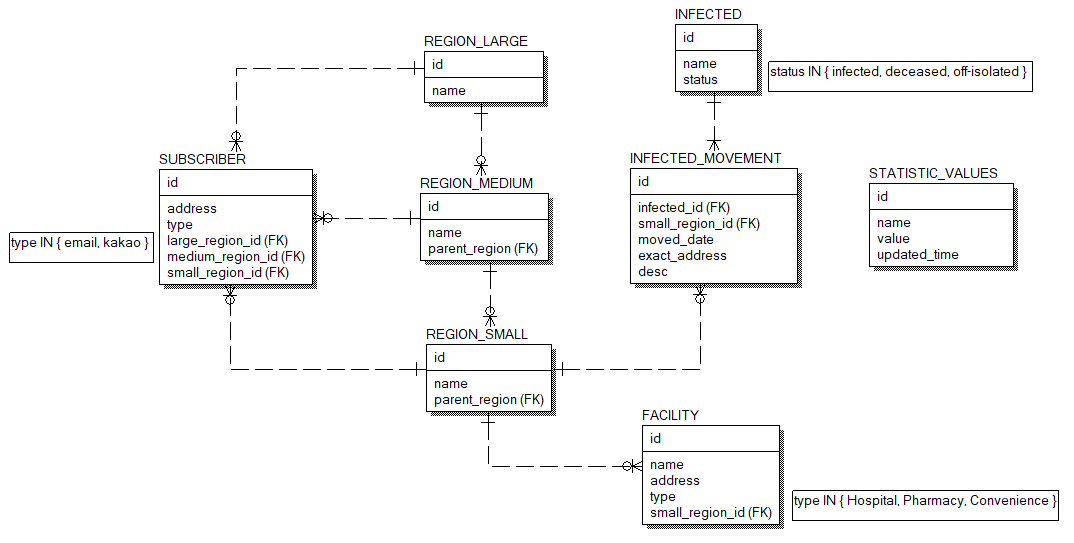 INFECTED
id
name
status
status IN { infected, deceased, off-isolated }
REGION_LARGE
id
name
SUBSCRIBER
id
address
type
large_region_id (FK)
medium_region_id (FK)
small_region_id (FK)
type IN { email, kakao }
REGION_MEDIUM
id
name
parent_region (FK)
INFECTED_MOVEMENT
id
infected_id (FK)
small_region_id (FK)
moved_date
exact_address
desc
STATISTIC_VALUES
id
name
value
updated_time
REGION_SMALL
id
name
parent_region (FK)
FACILITY
id
name
address
type
small_region_id (FK)
type IN { Hospital, Pharmacy, Convenience }